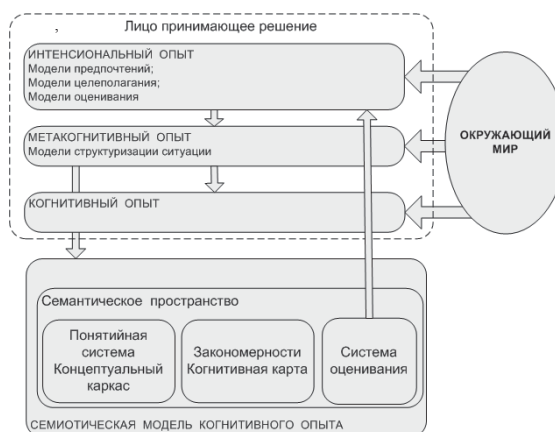 , Лицо принимающее решение
ИНТЕНСИОНАЛЬНЫЙ ОПЫТ
Модели предпочтений;
Модели целеполагания;
Модели оценивания
МЕТАКОГНИТИВНЫЙ ОПЫТ
Модели структуризации ситуации
КОГНИТИВНЫЙ ОПЫТ
ОКРУЖАЮЩИЙ
МИР
Семантическое пространство
Понятийная
система
Концептуальный
каркас
Закономерности
Когнитивная карта
Система
оценивания
СЕМИОТИЧЕСКАЯ МОДЕЛЬ КОГНИТИВНОГО ОПЫТА